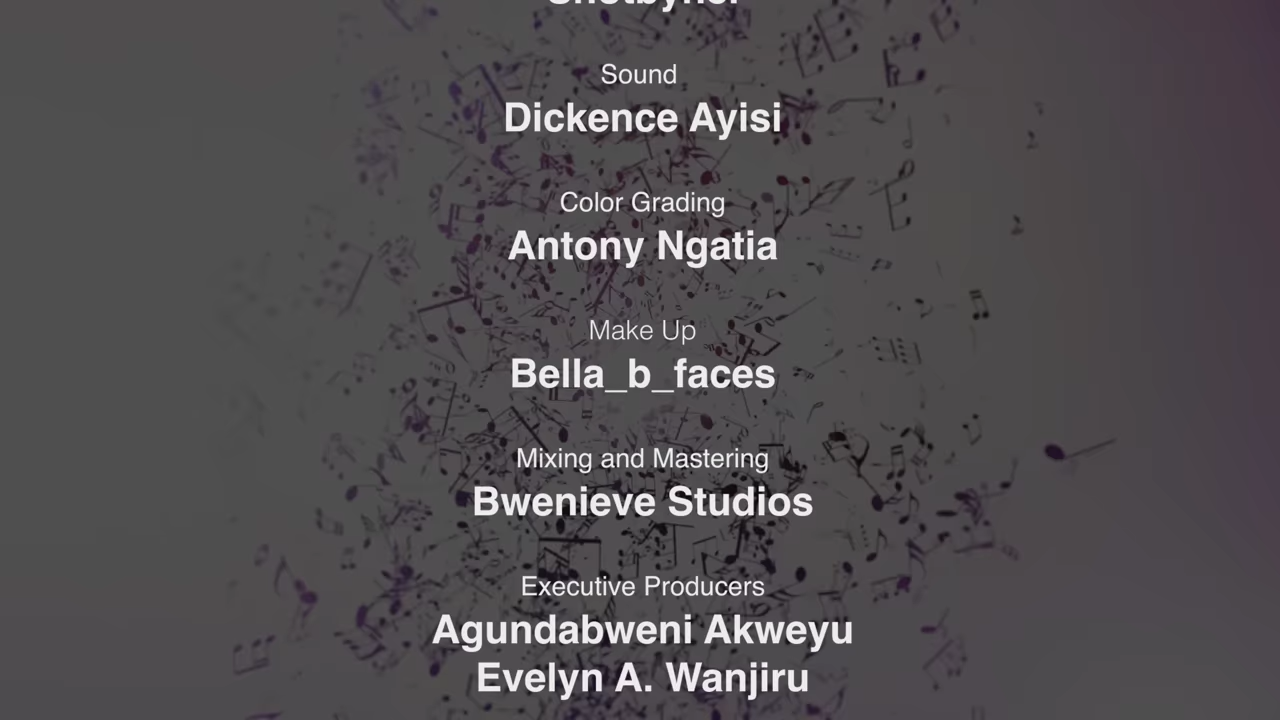 Sound
Dickence Ayisi
Color Grading
Antony Ngatia
Make Up
Bella_b_faces
Mixing and Mastering
Bwenieve Studios
Executive Producers
Agundabweni Akweyu
Evelyn A. Wanjiru